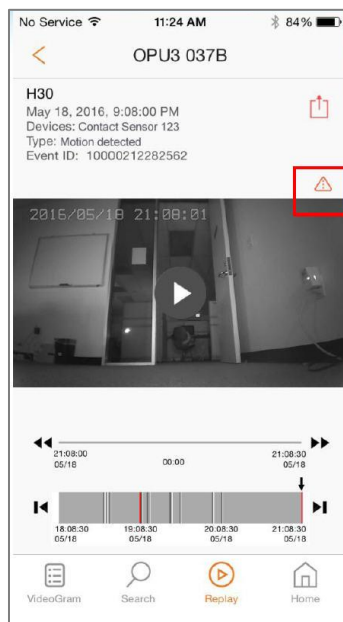 No Service 11:24 AM 84%
OPU3 037B
H30
May 18, 2016, 9:08:00 PM
Devices: Contact Sensor 123
Type: Motion detected
Event ID: 10000212282562
2016/05/18 21:08:01
21:08:00 00:00 21:08:30
05/18 05/18
18:08:30 19:08:30 20:08:30 21:08:30
05/18 05/18 05/18 05/18
VideoGram Search Replay Home